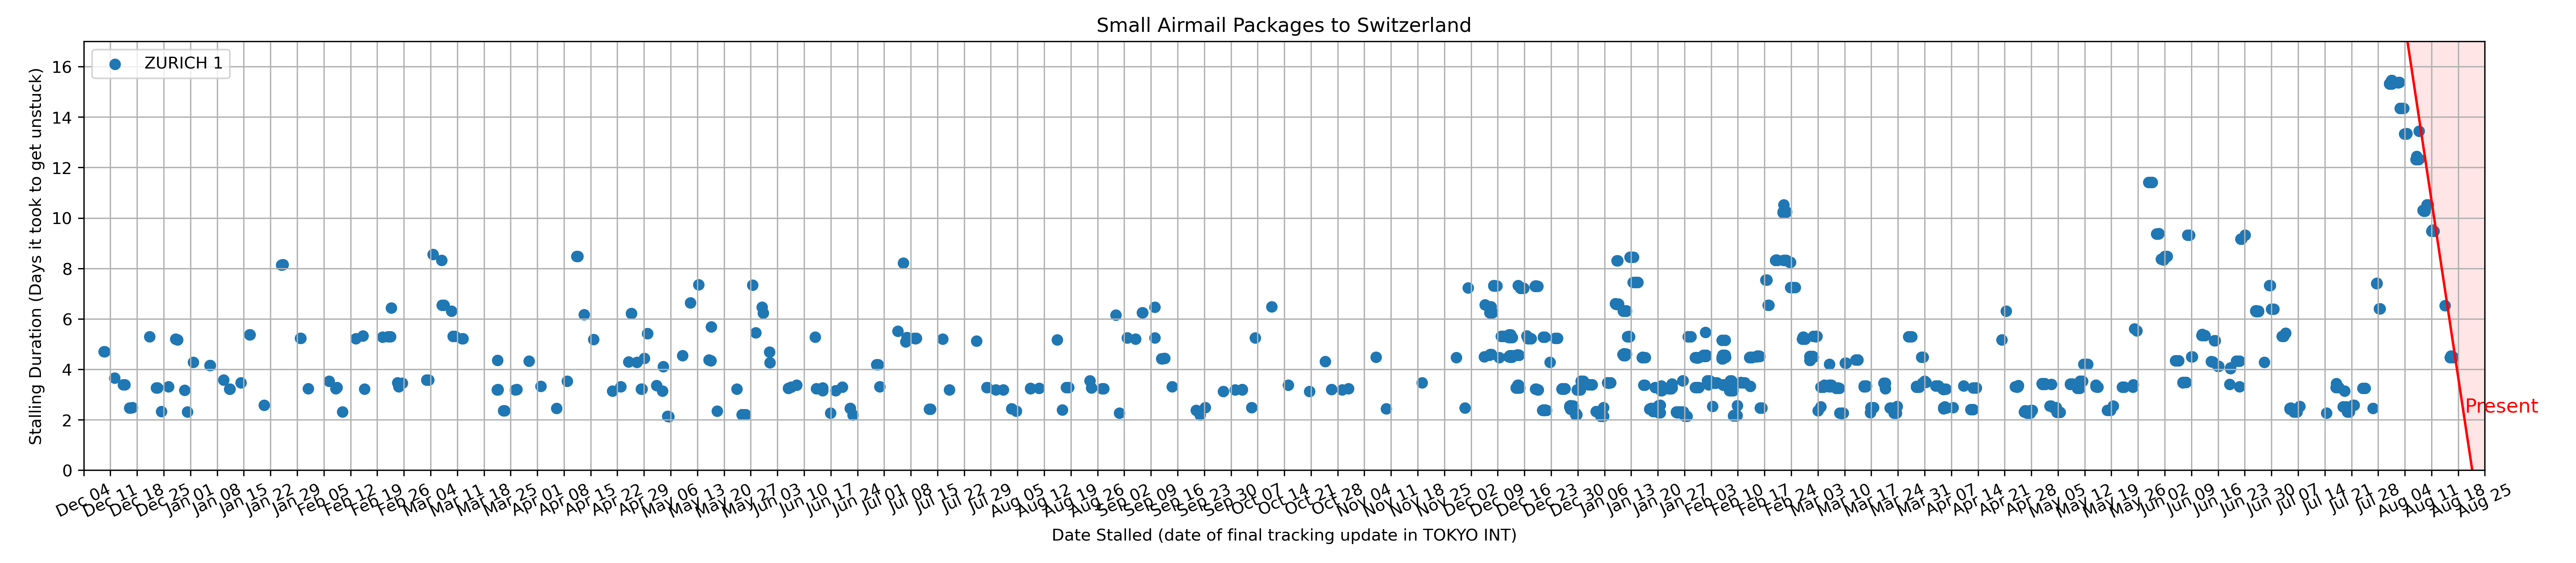 Small Airmail Packages to Switzerland
ZURICH 1
Stalling Duration (Days it took to get unstuck)
16
14
12
10
8
6
4
2
0
Present
Dec 04
Dec 11
Dec 18
Dec 25
Jan 01
Jan 08
Jan 15
Jan 22
Jan 29
Feb 05
Feb 12
Feb 19
Feb 26
Mar 04
Mar 11
Mar 18
Mar 25
Apr 01
Apr 08
Apr 15
Apr 22
Apr 29
May 06
May 13
May 20
May 27
Jun 03
Jun 10
Jun 17
Jun 24
Jul 01
Jul 08
Jul 15
Jul 22
Jul 29
Aug 05
Aug 12
Aug 19
Aug 26
Sep 02
Sep 09
Sep 16
Sep 23
Sep 30
Oct 07
Oct 14
Oct 21
Oct 28
Nov 04
Nov 11
Nov 18
Nov 25
Dec 02
Dec 09
Dec 16
Dec 23
Dec 30
Jan 06
Jan 13
Jan 20
Jan 27
Feb 03
Feb 10
Feb 17
Feb 24
Mar 03
Mar 10
Mar 17
Mar 24
Mar 31
Apr 07
Apr 14
Apr 21
Apr 28
May 05
May 12
May 19
May 26
Jun 02
Jun 09
Jun 16
Jun 23
Jun 30
Jul 07
Jul 14
Jul 21
Jul 28
Aug 04
Aug 11
Aug 18
Aug 25
Date Stalled (date of final tracking update in TOKYO INT)